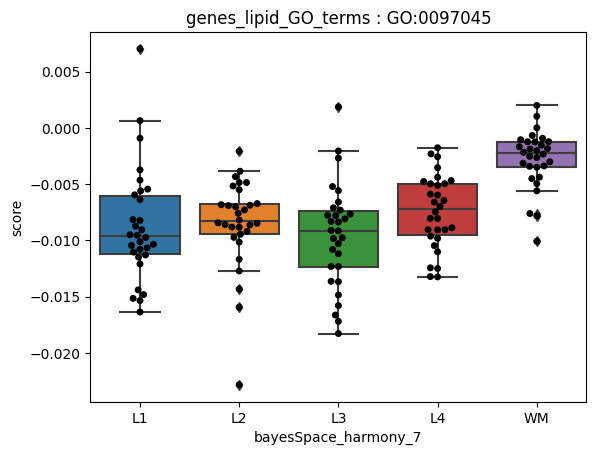 genes_lipid_GO_terms : GO:0097045
0.005
0.000
−0.005
−0.010
−0.015
−0.020
score
L1 L2 L3 L4 WM
bayesSpace_harmony_7